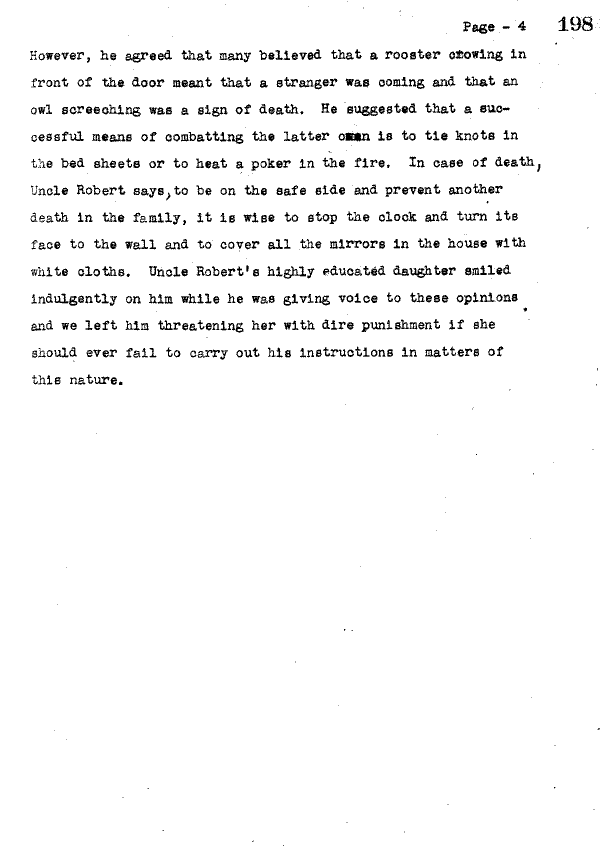 Page - 4 198
However, he agreed that many believed that a rooster crowing in
front of the door meant that a stranger was coming and that an
owl screeching was a sign of death. He suggested that a suc-
cessful means of combatting the latter omen is to tie knots in
the bed sheets or to heat a poker in the fire. In case of death,
Uncle Robert says, to be on the safe side and prevent another
death in the family, it is wise to stop the clock and turn its
face to the wall and to cover all the mirrors in the house with
white cloths. Uncle Robert's highly educated daughter smiled
indulgently on him while he was giving voice to these opinions
and we left him threatening her with dire punishment if she
should ever fail to carry out his instructions in matters of
this nature.